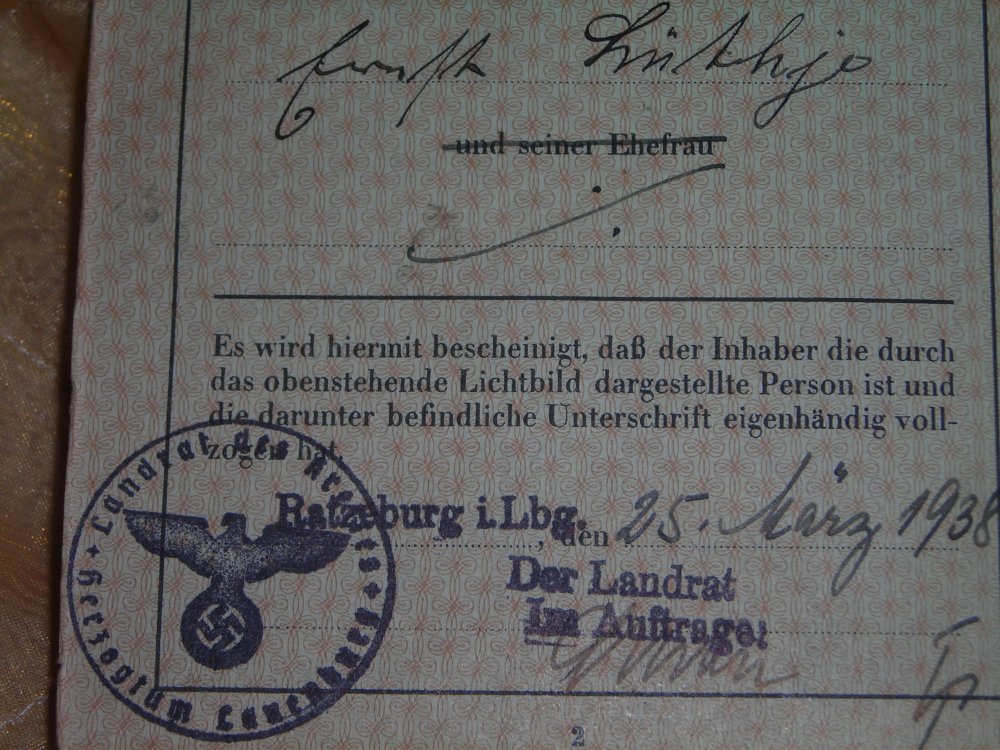 Ernst Lüthje
und seiner Ehefrau
Es wird hiermit bescheinigt, daß der Inhaber die durch
das obenstehende Lichtbild dargestellte Person ist und
die darunter befindliche Unterschrift eigenhändig voll-
zogen hat.
Ratzeburg i.Lbg., den 25. März 1938
Der Landrat
Im Auftrage:
Landrat des Kreises + Herzogtum Lauenburg +
2